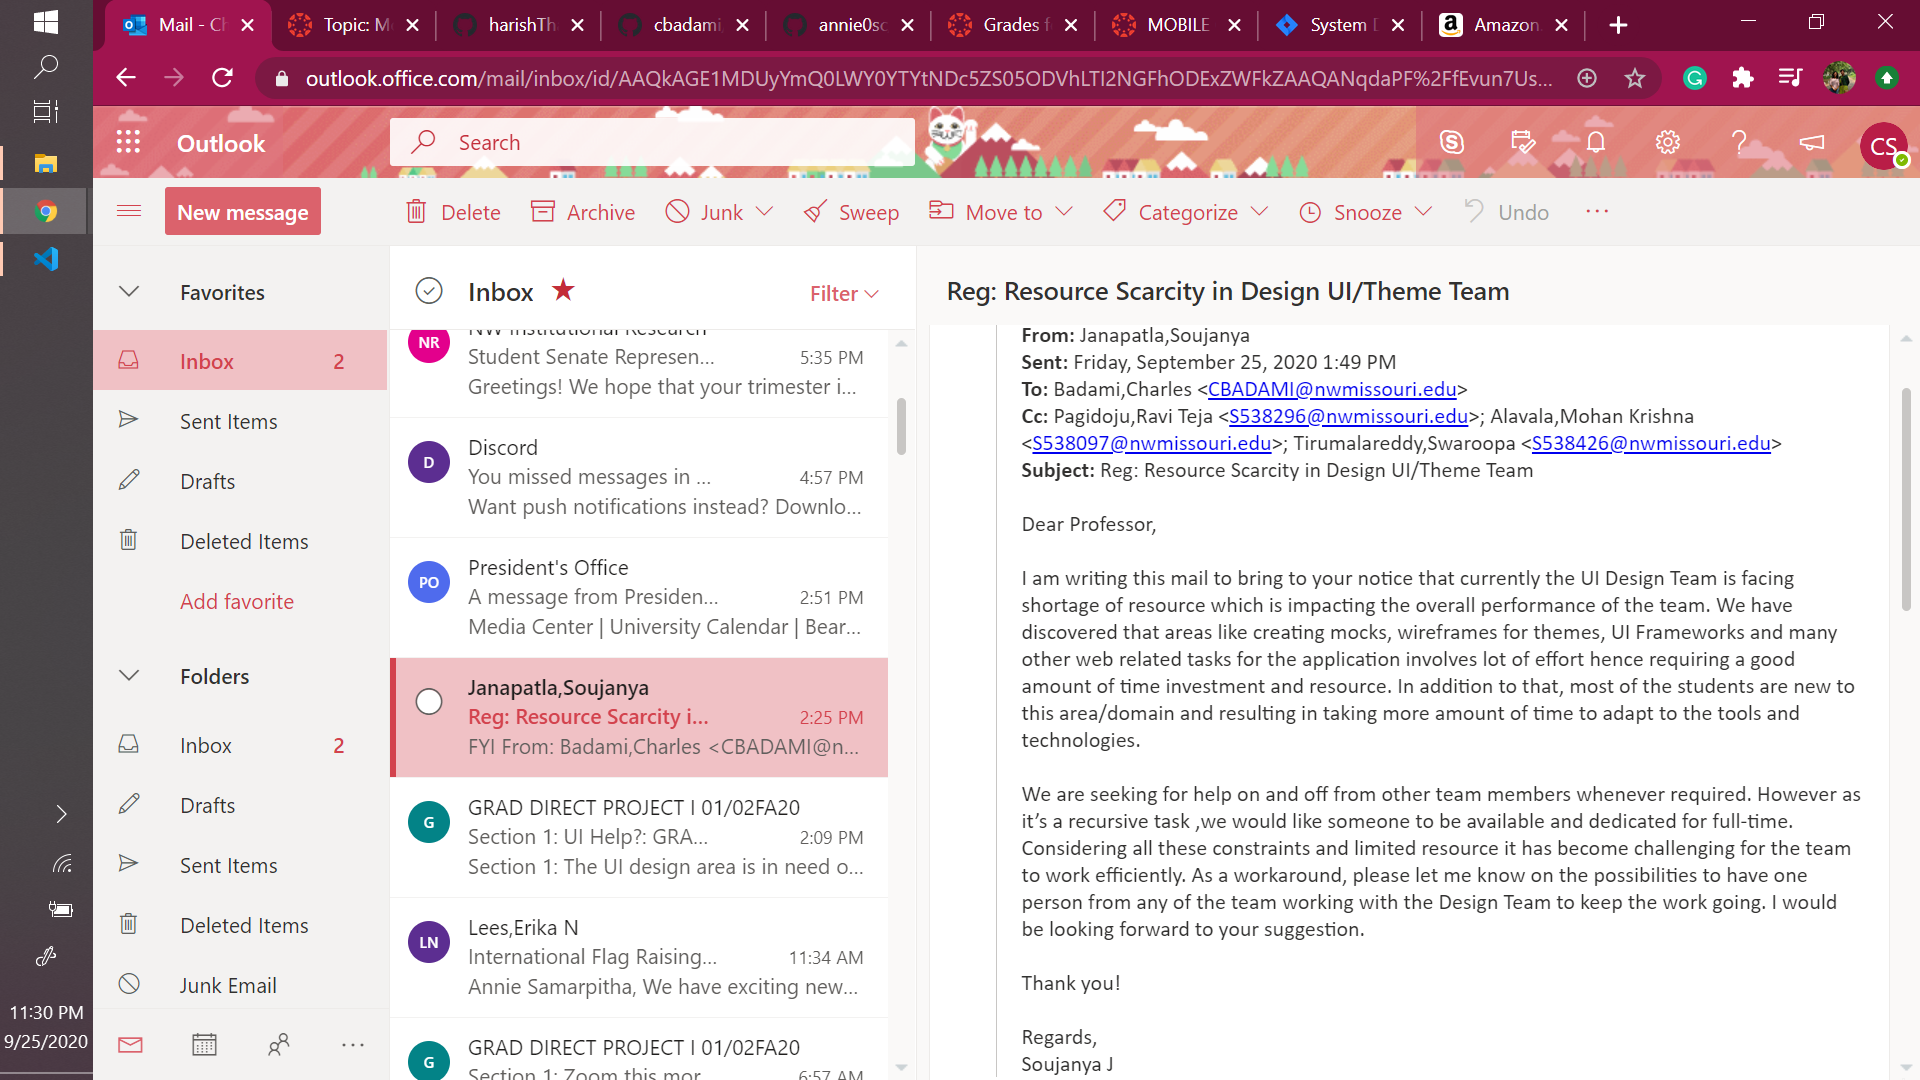 Mail - Ch
Topic: Mo
harishTha
cbadami,
annie0sc
Grades f
MOBILE
System D
Amazon.
outlook.office.com/mail/inbox/id/AAQkAGE1MDUyYmQ0LWY0YTYtNDc5ZS05ODVhLTI2NGFhODExZWFkZAAQANqdaPF%2FfEvun7Us...
Outlook
Search
CS
New message
Delete
Archive
Junk
Sweep
Move to
Categorize
Snooze
Undo
Favorites
Inbox 2
Sent Items
Drafts
Deleted Items
Add favorite
Folders
Inbox 2
Drafts
Sent Items
Deleted Items
Junk Email
11:30 PM
9/25/2020
Inbox
Filter
NR
NW Institutional Research
Student Senate Represen... 5:35 PM
Greetings! We hope that your trimester i...
D
Discord
You missed messages in ... 4:57 PM
Want push notifications instead? Downlo...
PO
President's Office
A message from Presiden... 2:51 PM
Media Center | University Calendar | Bear...
Janapatla,Soujanya
Reg: Resource Scarcity i... 2:25 PM
FYI From: Badami,Charles <CBADAMI@n...
G
GRAD DIRECT PROJECT I 01/02FA20
Section 1: UI Help?: GRA... 2:09 PM
Section 1: The UI design area is in need o...
LN
Lees,Erika N
International Flag Raising... 11:34 AM
Annie Samarpitha, We have exciting new...
G
GRAD DIRECT PROJECT I 01/02FA20
Section 1: Zoom this mor... 6:57 AM
Reg: Resource Scarcity in Design UI/Theme Team
From: Janapatla,Soujanya
Sent: Friday, September 25, 2020 1:49 PM
To: Badami,Charles <CBADAMI@nwmissouri.edu>
Cc: Pagidoju,Ravi Teja <S538296@nwmissouri.edu>; Alavala,Mohan Krishna
<S538097@nwmissouri.edu>; Tirumalareddy,Swaroopa <S538426@nwmissouri.edu>
Subject: Reg: Resource Scarcity in Design UI/Theme Team
Dear Professor,
I am writing this mail to bring to your notice that currently the UI Design Team is facing
shortage of resource which is impacting the overall performance of the team. We have
discovered that areas like creating mocks, wireframes for themes, UI Frameworks and many
other web related tasks for the application involves lot of effort hence requiring a good
amount of time investment and resource. In addition to that, most of the students are new to
this area/domain and resulting in taking more amount of time to adapt to the tools and
technologies.
We are seeking for help on and off from other team members whenever required. However as
it’s a recursive task ,we would like someone to be available and dedicated for full-time.
Considering all these constraints and limited resource it has become challenging for the team
to work efficiently. As a workaround, please let me know on the possibilities to have one
person from any of the team working with the Design Team to keep the work going. I would
be looking forward to your suggestion.
Thank you!
Regards,
Soujanya J